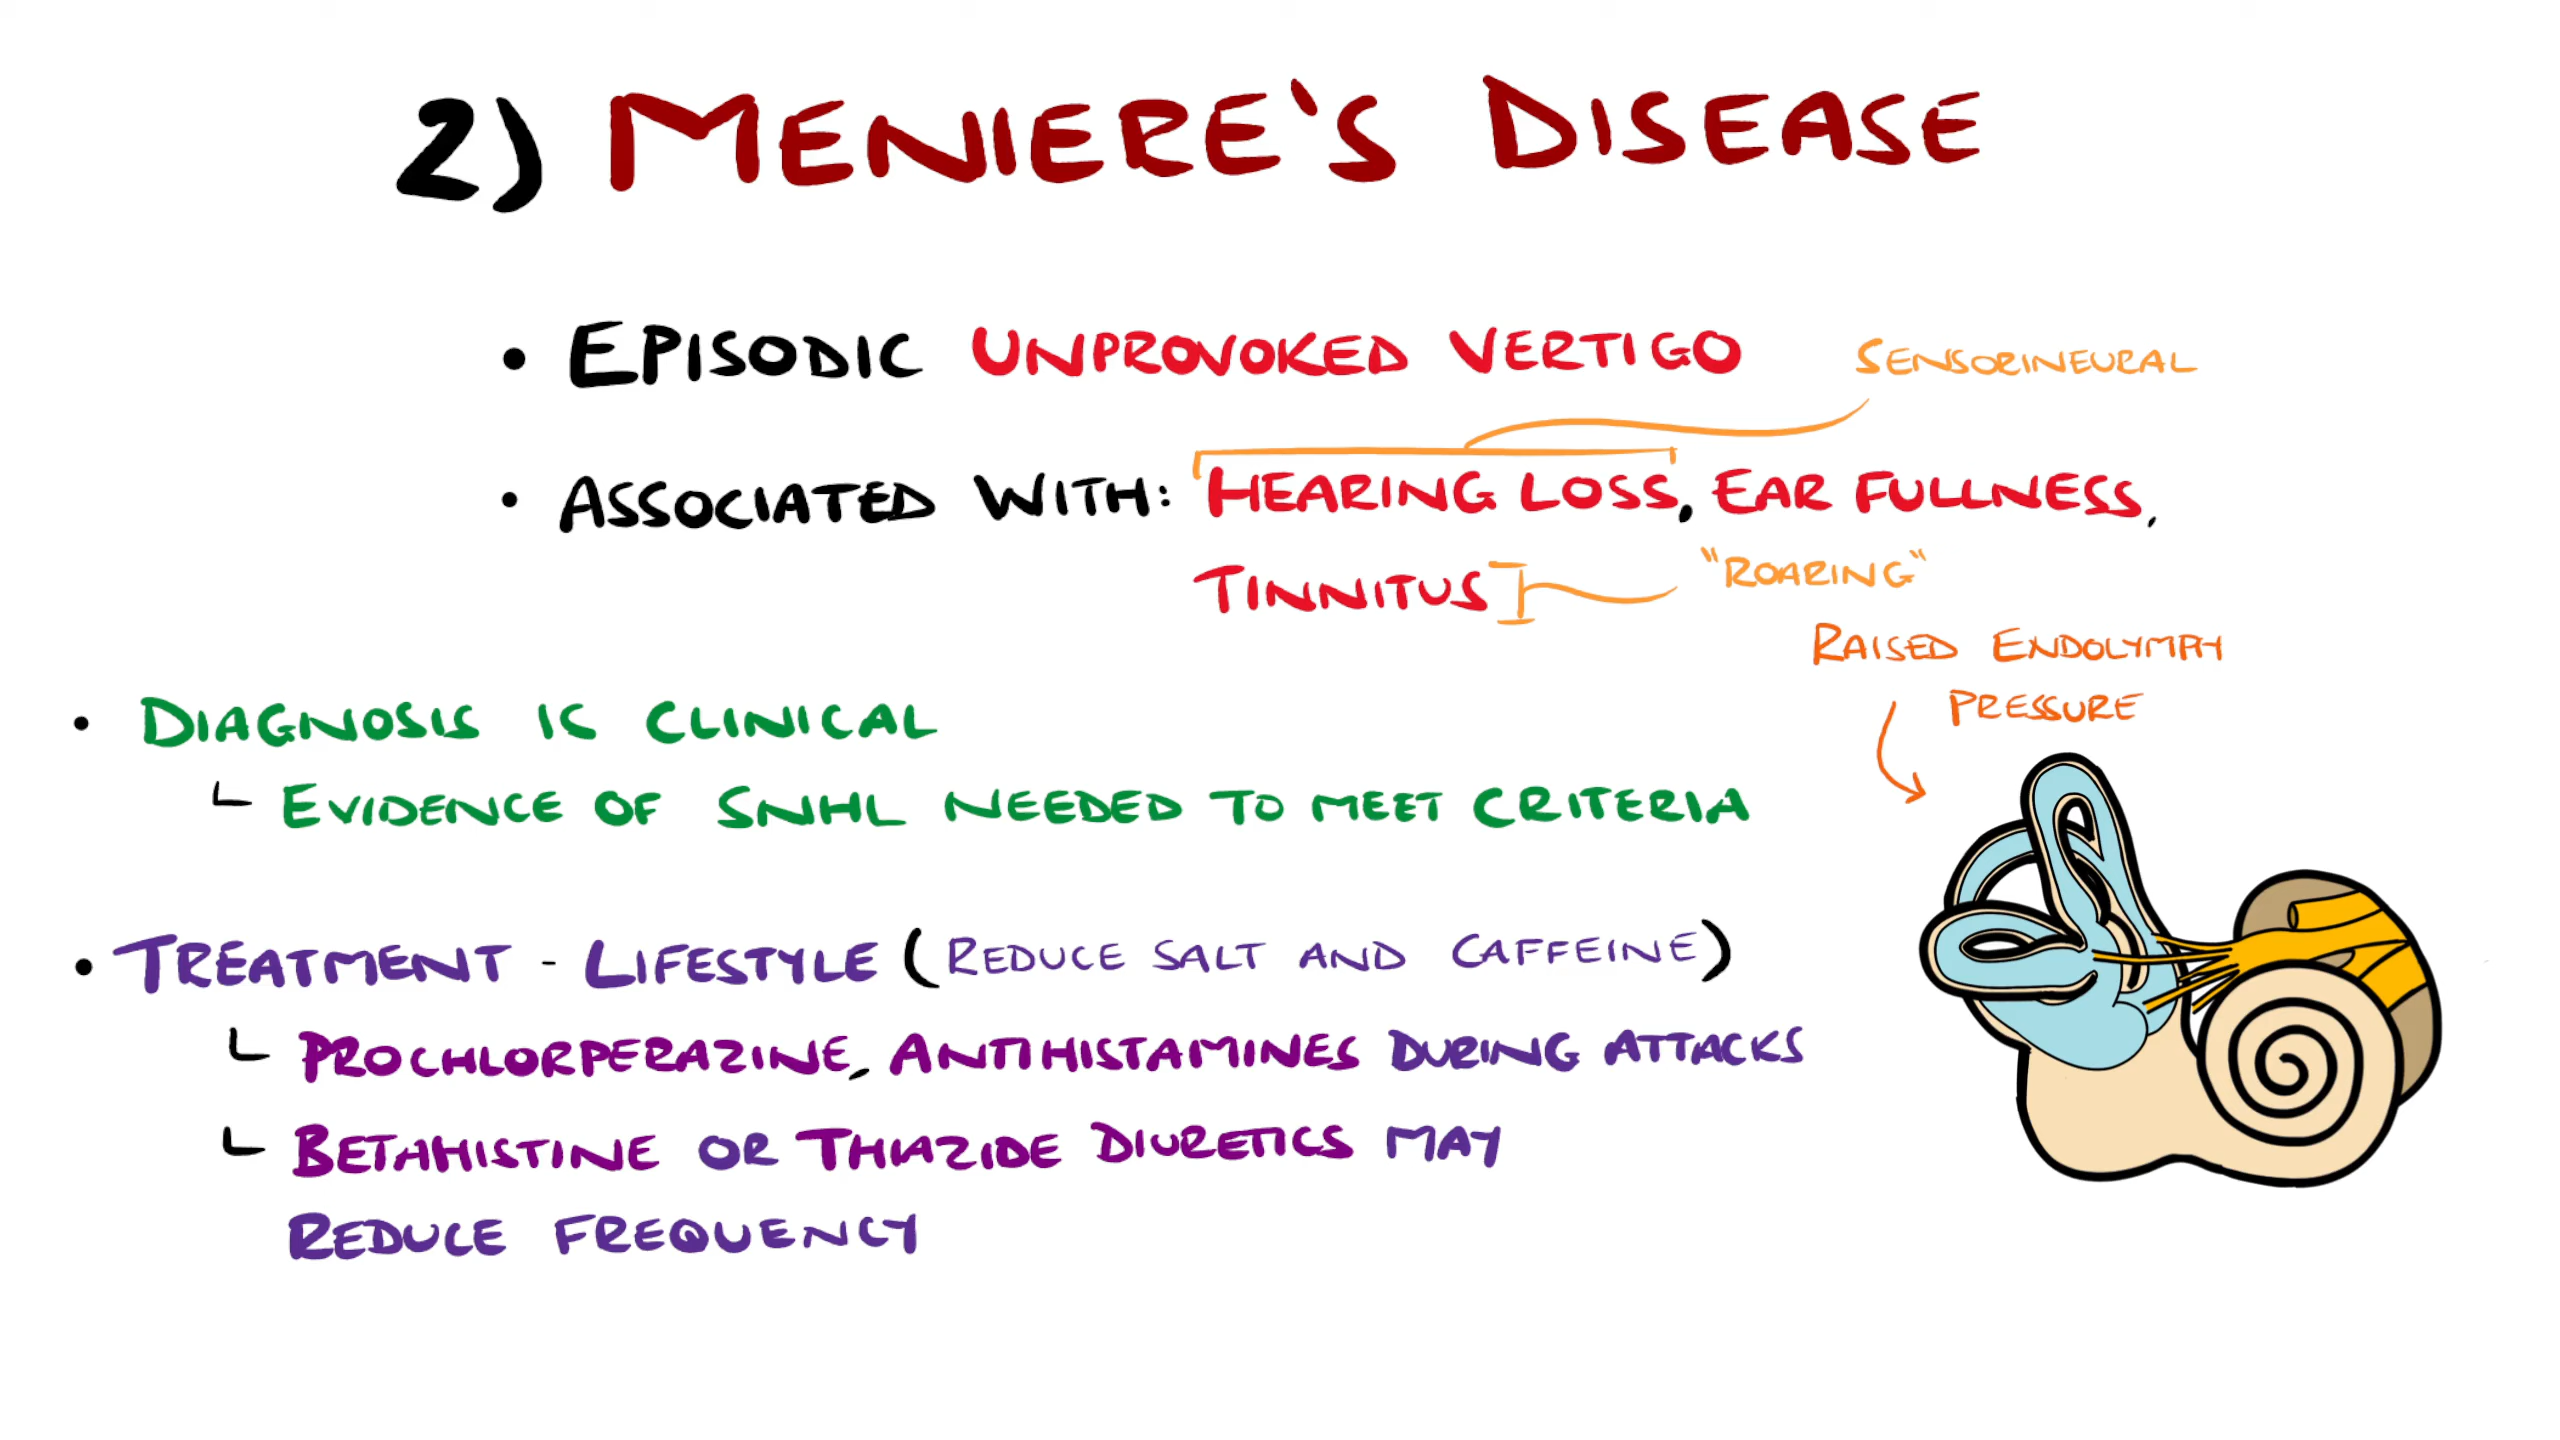 2) MENIERE'S DISEASE
• EPISODIC UNPROVOKED VERTIGO
SENSORINEURAL
• ASSOCIATED WITH: HEARING LOSS, EAR FULLNESS,
TINNITUS
"ROARING"
RAISED ENDOLYMPH
PRESSURE
• DIAGNOSIS IS CLINICAL
EVIDENCE OF SNHL NEEDED TO MEET CRITERIA
• TREATMENT - LIFESTYLE (REDUCE SALT AND CAFFEINE)
PROCHLORPERAZINE, ANTIHISTAMINES DURING ATTACKS
BETAHISTINE OR THIAZIDE DIURETICS MAY
REDUCE FREQUENCY